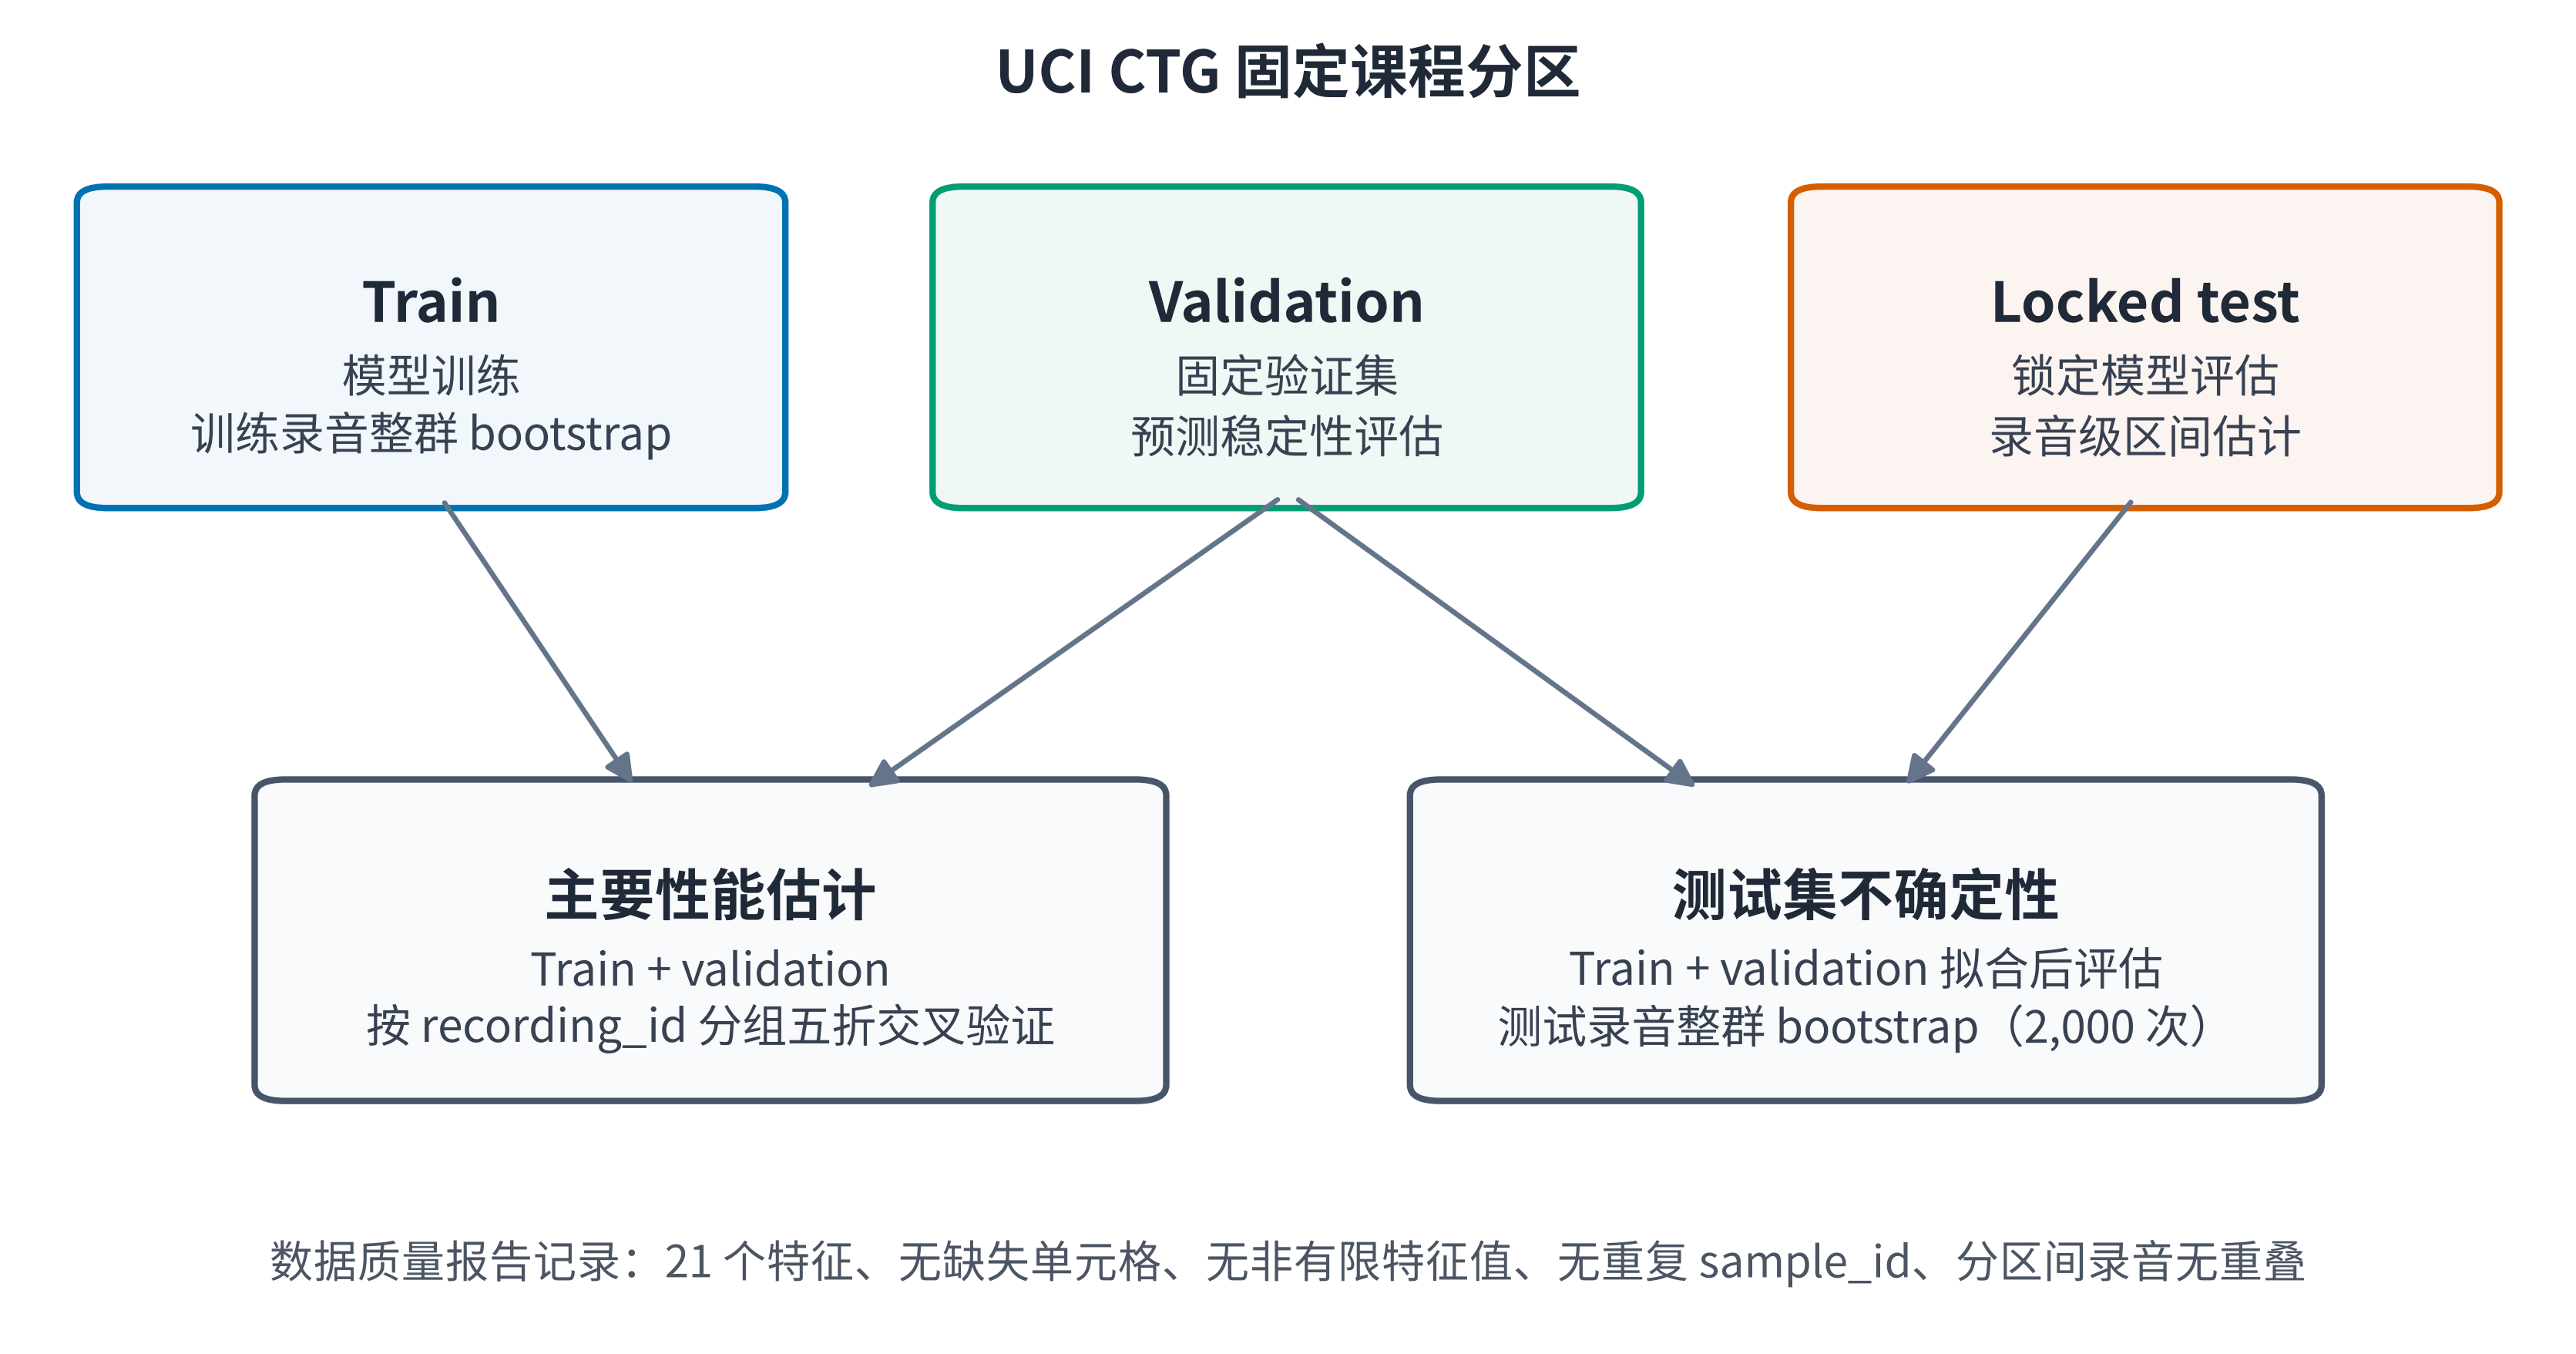 UCI CTG 固定课程分区
Train
模型训练
训练录音整群 bootstrap
Validation
固定验证集
预测稳定性评估
Locked test
锁定模型评估
录音级区间估计
主要性能估计
Train + validation
按 recording_id 分组五折交叉验证
测试集不确定性
Train + validation 拟合后评估
测试录音整群 bootstrap（2,000 次）
数据质量报告记录：21 个特征、无缺失单元格、无非有限特征值、无重复 sample_id、分区间录音无重叠